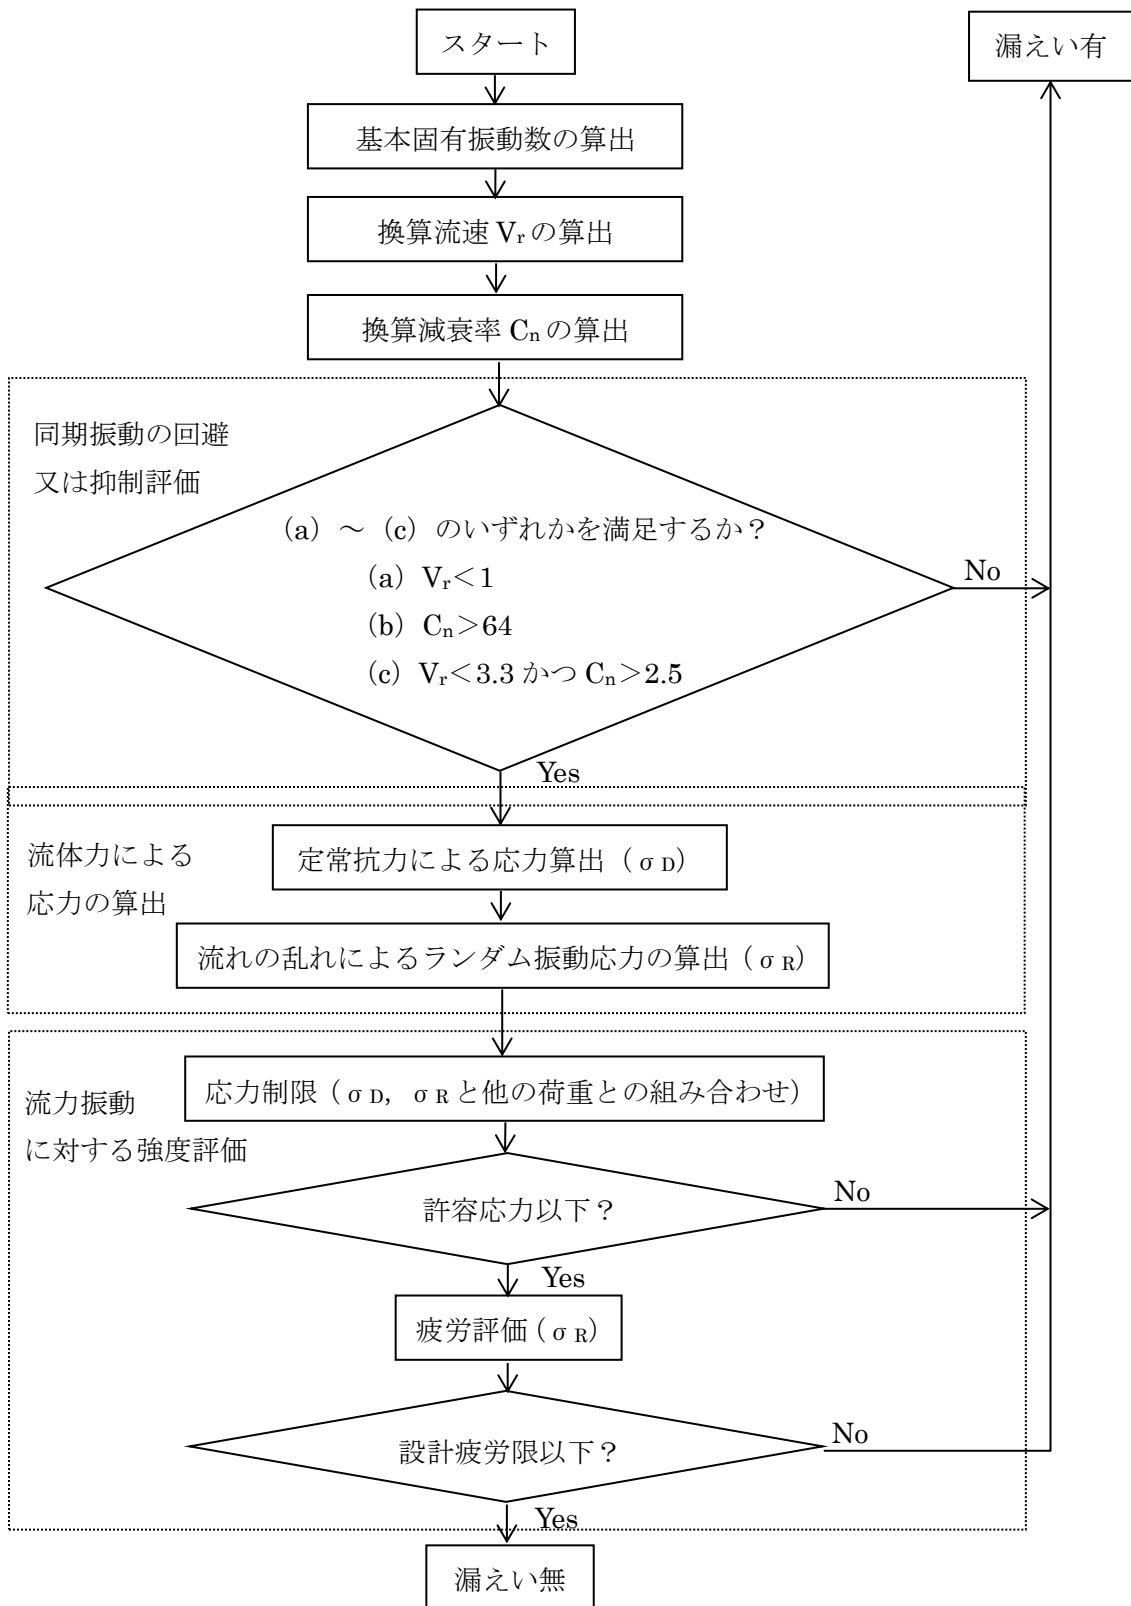 スタート
漏えい有
基本固有振動数の算出
換算流速 Vrの算出
換算減衰率 Cnの算出
同期振動の回避
又は抑制評価
(a)～(c)のいずれかを満足するか？
(a) Vr＜1
(b) Cn＞64
(c) Vr＜3.3 かつ Cn＞2.5
No
Yes
流体力による
応力の算出
定常抗力による応力算出（σD）
流れの乱れによるランダム振動応力の算出（σR）
流力振動
に対する強度評価
応力制限（σD, σRと他の荷重との組み合わせ）
許容応力以下？
No
Yes
疲労評価（σR）
設計疲労限以下？
No
Yes
漏えい無